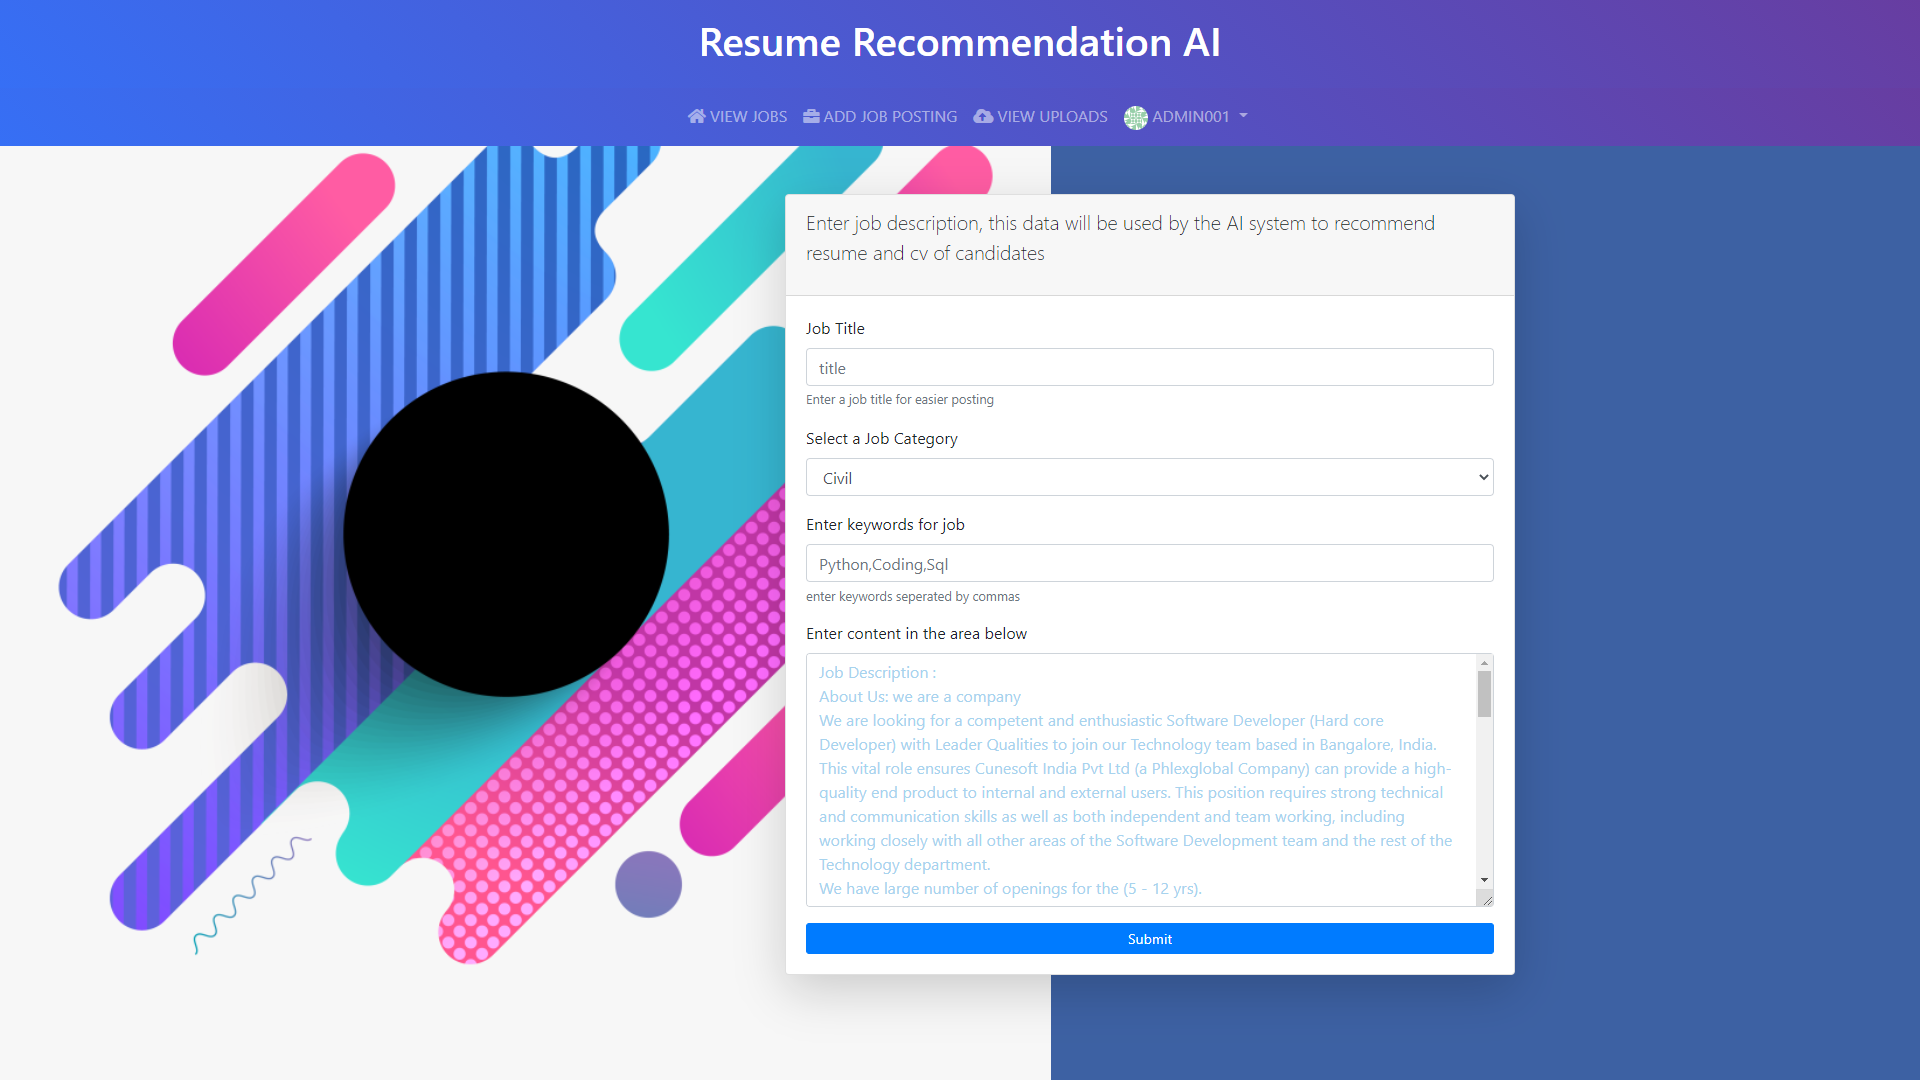 Resume Recommendation AI
VIEW JOBS ADD JOB POSTING VIEW UPLOADS ADMIN001
Enter job description, this data will be used by the AI system to recommend
resume and cv of candidates
Job Title
title
Enter a job title for easier posting
Select a Job Category
Civil
Enter keywords for job
Python,Coding,Sql
enter keywords seperated by commas
Enter content in the area below
Job Description :
About Us: we are a company
We are looking for a competent and enthusiastic Software Developer (Hard core
Developer) with Leader Qualities to join our Technology team based in Bangalore, India.
This vital role ensures Cunesoft India Pvt Ltd (a Phlexglobal Company) can provide a high-
quality end product to internal and external users. This position requires strong technical
and communication skills as well as both independent and team working, including
working closely with all other areas of the Software Development team and the rest of the
Technology department.
We have large number of openings for the (5 - 12 yrs).
Submit